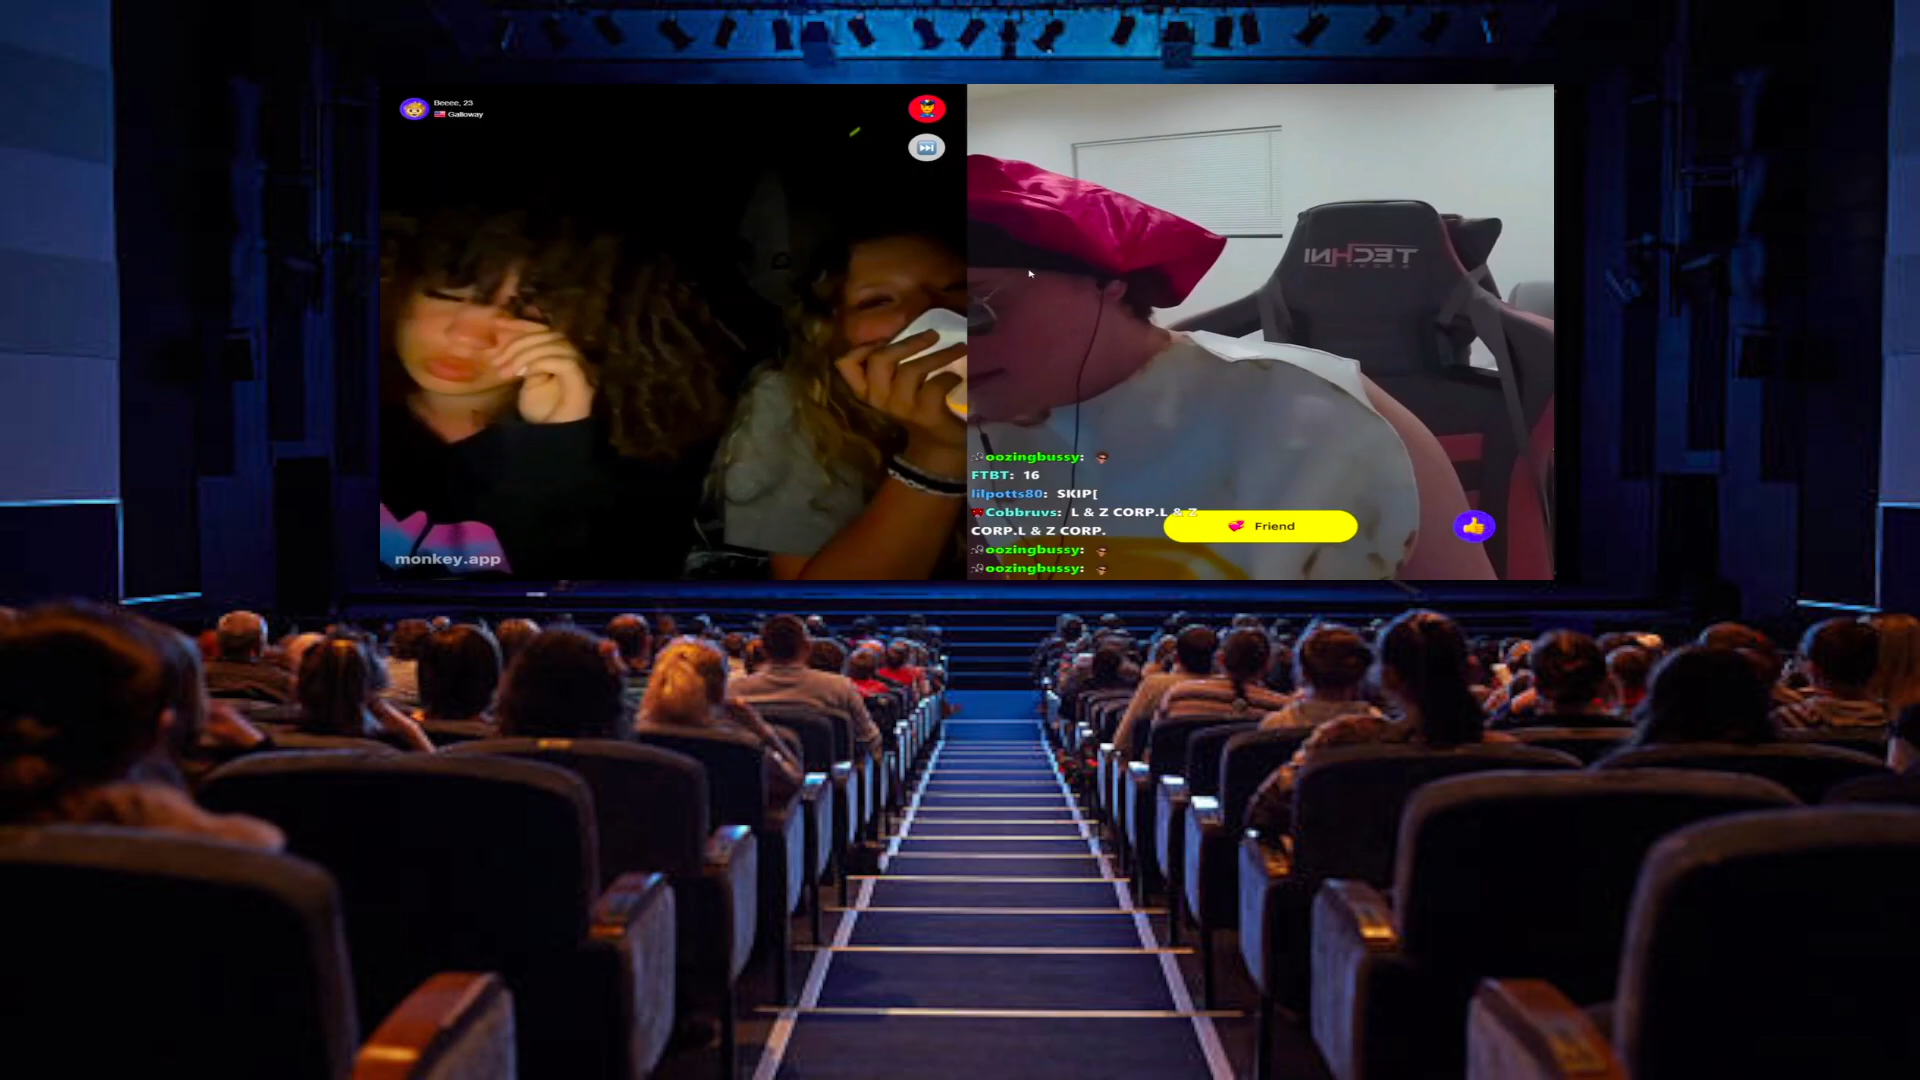 Beeee, 23
Galloway
TECHNI
oozingbussy:
FTBT: 16
lilpotts80: SKIP[
Cobbruvs: L & Z CORP.L & Z
CORP.L & Z CORP.
oozingbussy:
oozingbussy:
Friend
monkey.app